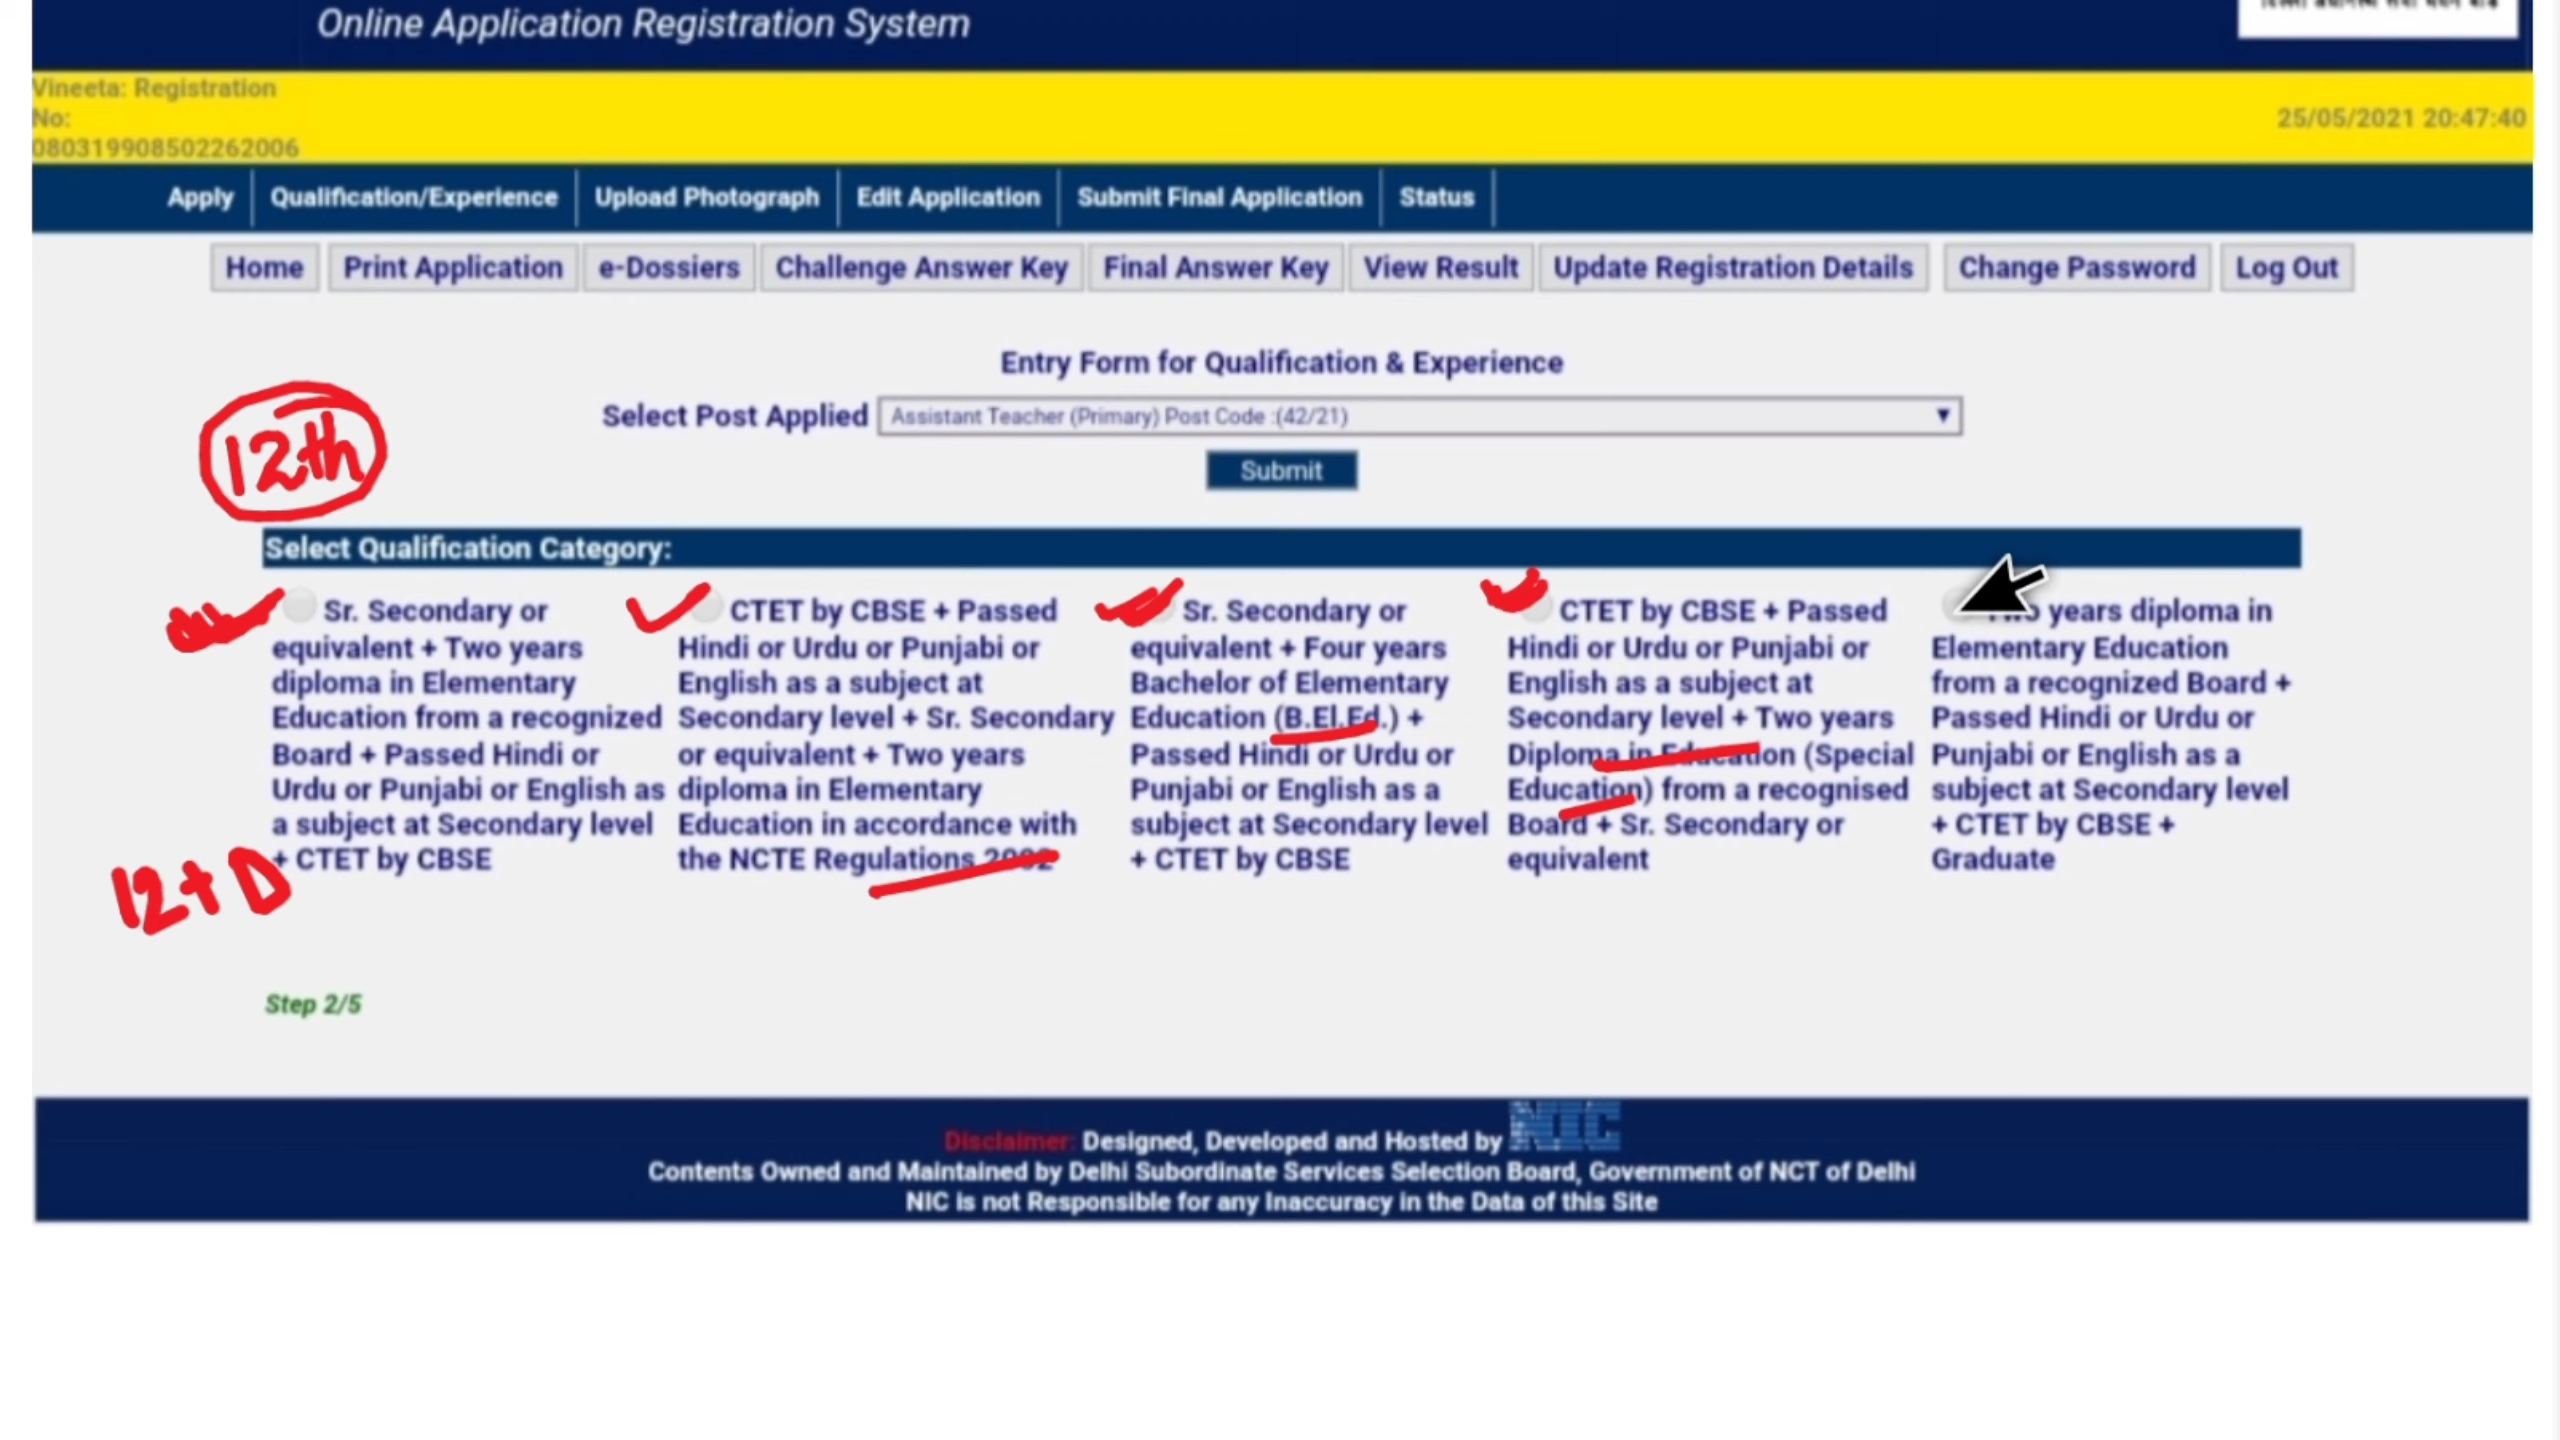 Online Application Registration System
Vineeta: Registration
No:
080319908502262006
25/05/2021 20:47:40
Apply
Qualification/Experience
Upload Photograph
Edit Application
Submit Final Application
Status
Home
Print Application
e-Dossiers
Challenge Answer Key
Final Answer Key
View Result
Update Registration Details
Change Password
Log Out
Entry Form for Qualification & Experience
Select Post Applied
Assistant Teacher (Primary) Post Code :(42/21)
Submit
12th
Select Qualification Category:
Sr. Secondary or
equivalent + Two years
diploma in Elementary
Education from a recognized
Board + Passed Hindi or
Urdu or Punjabi or English as
a subject at Secondary level
+ CTET by CBSE
12+D
CTET by CBSE + Passed
Hindi or Urdu or Punjabi or
English as a subject at
Secondary level + Sr. Secondary
or equivalent + Two years
diploma in Elementary
Education in accordance with
the NCTE Regulations 2002
Sr. Secondary or
equivalent + Four years
Bachelor of Elementary
Education (B.El.Ed.) +
Passed Hindi or Urdu or
Punjabi or English as a
subject at Secondary level
+ CTET by CBSE
CTET by CBSE + Passed
Hindi or Urdu or Punjabi or
English as a subject at
Secondary level + Two years
Diploma in Education (Special
Education) from a recognised
Board + Sr. Secondary or
equivalent
Two years diploma in
Elementary Education
from a recognized Board +
Passed Hindi or Urdu or
Punjabi or English as a
subject at Secondary level
+ CTET by CBSE +
Graduate
Step 2/5
Disclaimer: Designed, Developed and Hosted by NIC
Contents Owned and Maintained by Delhi Subordinate Services Selection Board, Government of NCT of Delhi
NIC is not Responsible for any Inaccuracy in the Data of this Site